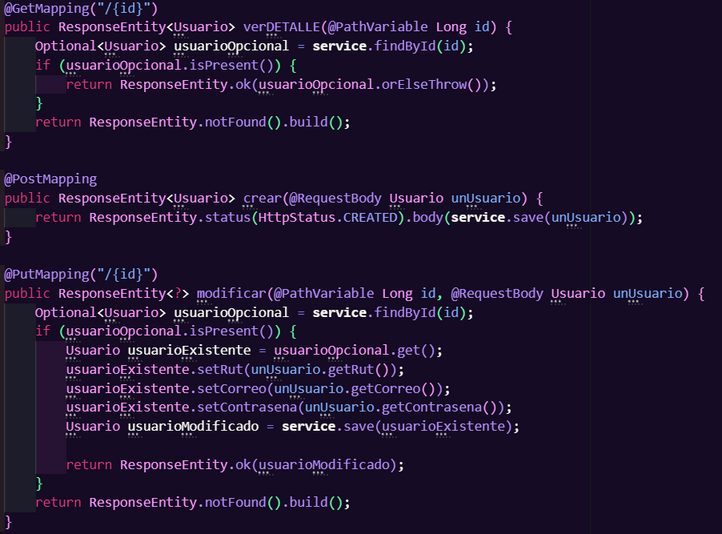 @GetMapping("/{id}")
public ResponseEntity<Usuario> verDETALLE(@PathVariable Long id) {
    Optional<Usuario> usuarioOpcional = service.findById(id);
    if (usuarioOpcional.isPresent()) {
        return ResponseEntity.ok(usuarioOpcional.orElseThrow());
    }
    return ResponseEntity.notFound().build();
}

@PostMapping
public ResponseEntity<Usuario> crear(@RequestBody Usuario unUsuario) {
    return ResponseEntity.status(HttpStatus.CREATED).body(service.save(unUsuario));
}

@PutMapping("/{id}")
public ResponseEntity<?> modificar(@PathVariable Long id, @RequestBody Usuario unUsuario) {
    Optional<Usuario> usuarioOpcional = service.findById(id);
    if (usuarioOpcional.isPresent()) {
        Usuario usuarioExistente = usuarioOpcional.get();
        usuarioExistente.setRut(unUsuario.getRut());
        usuarioExistente.setCorreo(unUsuario.getCorreo());
        usuarioExistente.setContrasena(unUsuario.getContrasena());
        Usuario usuarioModificado = service.save(usuarioExistente);

        return ResponseEntity.ok(usuarioModificado);
    }
    return ResponseEntity.notFound().build();
}